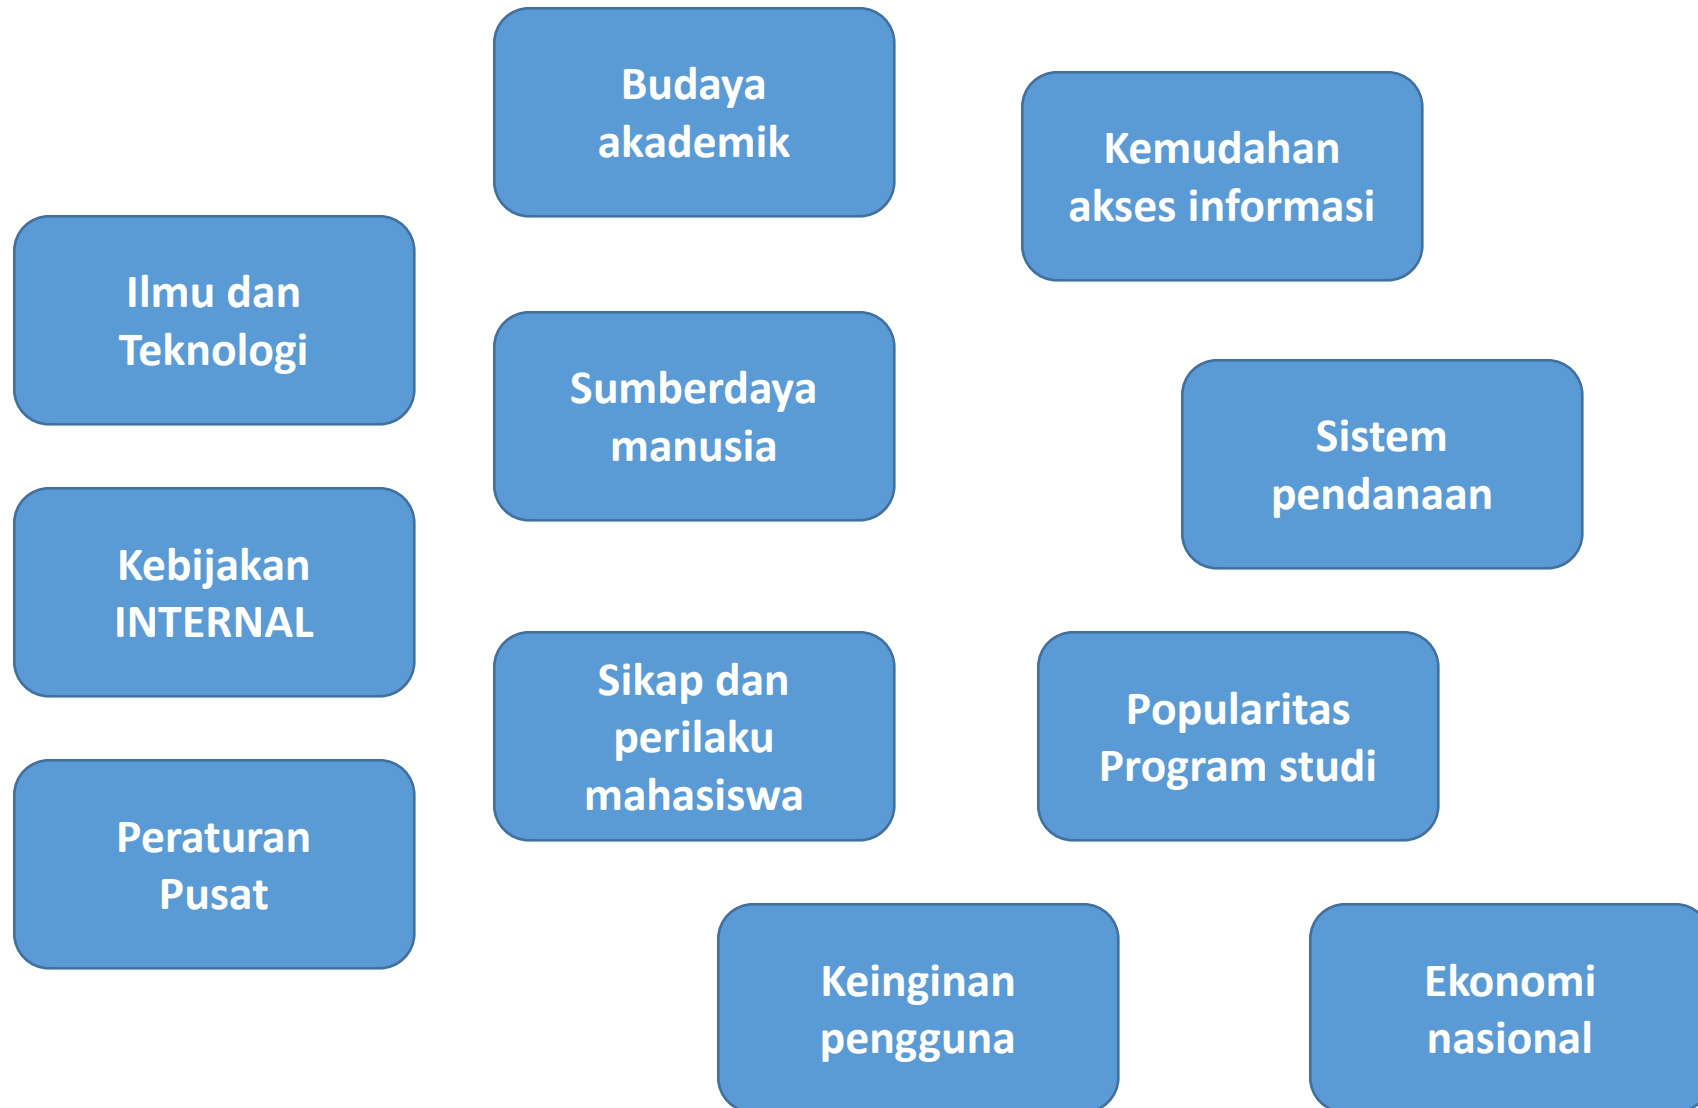 Budaya
akademik
Kemudahan
akses informasi
Ilmu dan
Teknologi
Sumberdaya
manusia
Sistem
pendanaan
Kebijakan
INTERNAL
Sikap dan
perilaku
mahasiswa
Popularitas
Program studi
Peraturan
Pusat
Keinginan
pengguna
Ekonomi
nasional